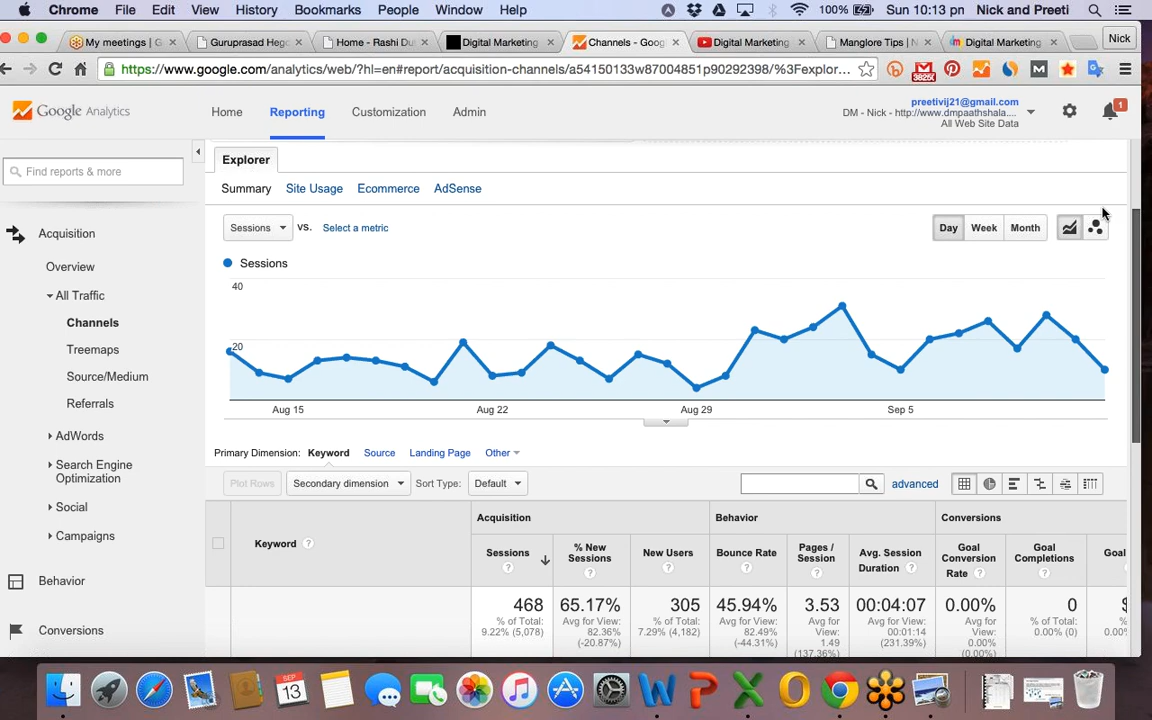 Chrome File Edit View History Bookmarks People Window Help 100% Sun 10:13 pm Nick and Preeti
My meetings | G Guruprasad Heg Home - Rashi Du Digital Marketing Channels - Goog Digital Marketing Manglore Tips | N Digital Marketing Nick
https://www.google.com/analytics/web/?hl=en#report/acquisition-channels/a54150133w87004851p90292398/%3Fexplor...
Google Analytics Home Reporting Customization Admin
preetivij21@gmail.com
DM - Nick - http://www.dmpaathshala....
All Web Site Data
1
Find reports & more
Explorer
Summary Site Usage Ecommerce AdSense
Acquisition
Overview
All Traffic
Channels
Treemaps
Source/Medium
Referrals
AdWords
Search Engine
Optimization
Social
Campaigns
Behavior
Conversions
Sessions VS. Select a metric Day Week Month
Sessions
40
20
Aug 15 Aug 22 Aug 29 Sep 5
Primary Dimension: Keyword Source Landing Page Other
Plot Rows Secondary dimension Sort Type: Default advanced
Keyword ?
Acquisition Behavior Conversions
Sessions ?
% New
Sessions
?
New Users
?
Bounce Rate
?
Pages /
Session
?
Avg. Session
Duration ?
Goal
Conversion
Rate ?
Goal
Completions
?
Goal
468
% of Total:
9.22% (5,078)
65.17%
Avg for View:
82.36%
(-20.87%)
305
% of Total:
7.29% (4,182)
45.94%
Avg for View:
82.49%
(-44.31%)
3.53
Avg for
View:
1.49
(137.36%)
00:04:07
Avg for View:
00:01:14
(231.39%)
0.00%
Avg for
View:
0.00%
(0.00%)
0
% of Total:
0.00% (0)
$
% of
0.00%
SEP
13